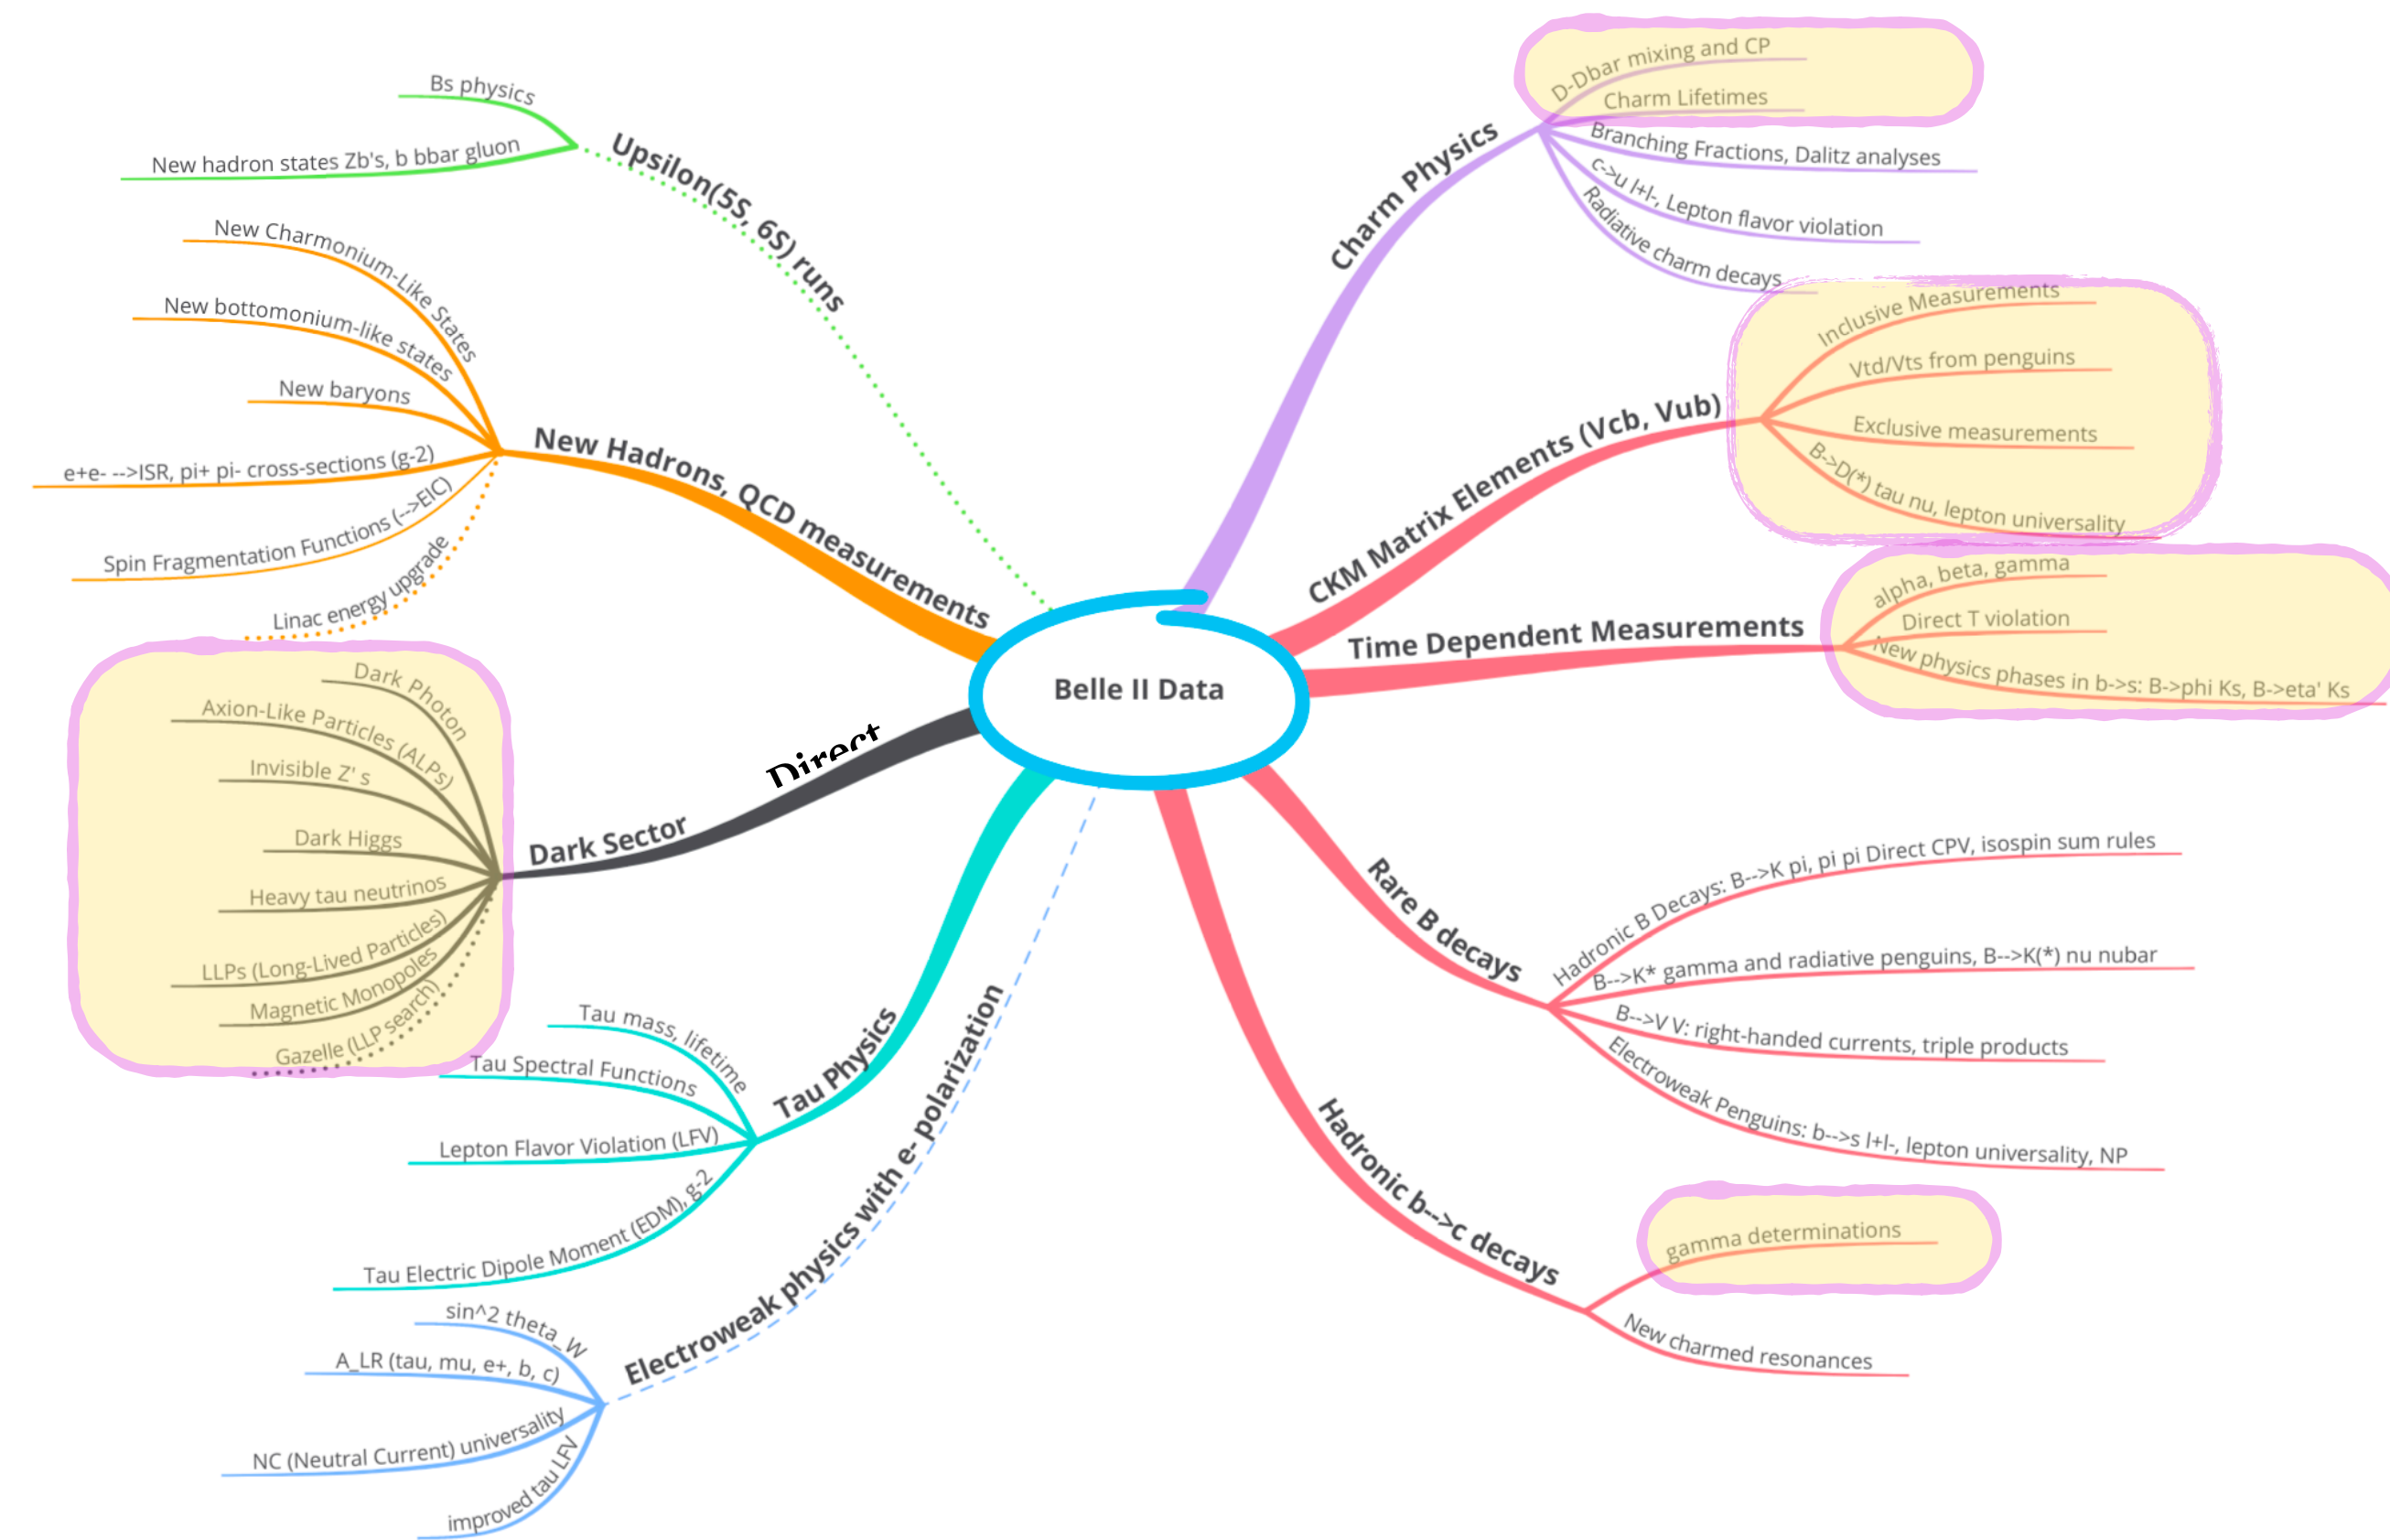 Belle II Data
Upsilon(5S, 6S) runs
Bs physics
New hadron states Zb's, b bbar gluon
New Hadrons, QCD measurements
New Charmonium-Like States
New bottomonium-like states
New baryons
e+e- -->ISR, pi+ pi- cross-sections (g-2)
Spin Fragmentation Functions (-->EIC)
Linac energy upgrade
Direct
Dark Sector
Dark Photon
Axion-Like Particles (ALPs)
Invisible Z' s
Dark Higgs
Heavy tau neutrinos
LLPs (Long-Lived Particles)
Magnetic Monopoles
Gazelle (LLP search)
Tau Physics
Tau mass, lifetime
Tau Spectral Functions
Lepton Flavor Violation (LFV)
Tau Electric Dipole Moment (EDM), g-2
Electroweak physics with e- polarization
sin^2 theta_W
A_LR (tau, mu, e+, b, c)
NC (Neutral Current) universality
improved tau LFV
Charm Physics
D-Dbar mixing and CP
Charm Lifetimes
Branching Fractions, Dalitz analyses
c->u l+l-, Lepton flavor violation
Radiative charm decays
CKM Matrix Elements (Vcb, Vub)
Inclusive Measurements
Vtd/Vts from penguins
Exclusive measurements
B->D(*) tau nu, lepton universality
Time Dependent Measurements
alpha, beta, gamma
Direct T violation
New physics phases in b->s: B->phi Ks, B->eta' Ks
Rare B decays
Hadronic B Decays: B-->K pi, pi pi Direct CPV, isospin sum rules
B-->K* gamma and radiative penguins, B-->K(*) nu nubar
B-->V V: right-handed currents, triple products
Electroweak Penguins: b-->s l+l-, lepton universality, NP
Hadronic b-->c decays
gamma determinations
New charmed resonances